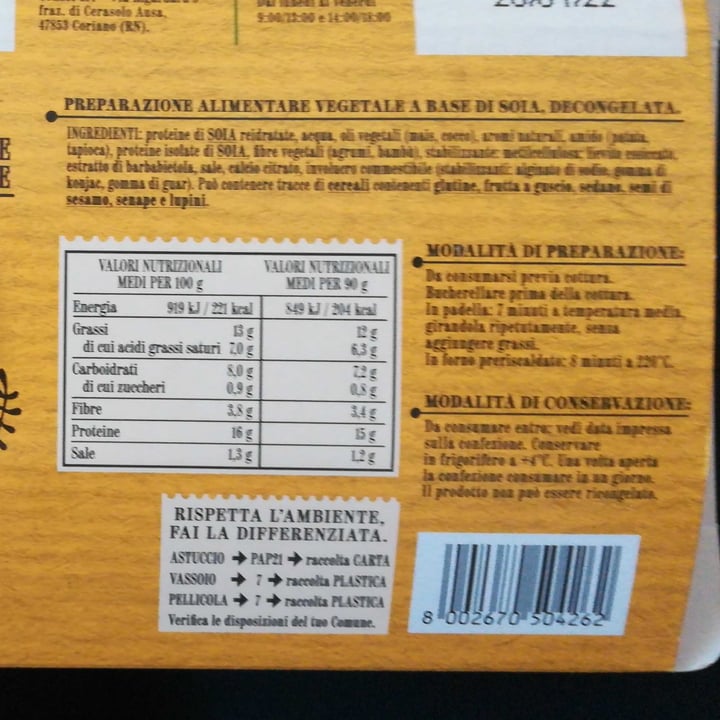 fraz. di Cerasolo Ausa,
47853 Coriano (RN).
9:00/13:00 e 14:00/18:00
PREPARAZIONE ALIMENTARE VEGETALE A BASE DI SOIA, DECONGELATA.
INGREDIENTI: proteine di SOIA reidratate, acqua, oli vegetali (mais, cocco), aromi naturali, amido (patata,
tapioca), proteine isolate di SOIA, fibre vegetali (agrumi, bambù), stabilizzante: metilcellulosa; lievito essiccato,
estratto di barbabietola, sale, calcio citrato, involucro commestibile (stabilizzanti: alginato di sodio, gomma di
konjac, gomma di guar). Può contenere tracce di cereali contenenti glutine, frutta a guscio, sedano, semi di
sesamo, senape e lupini.
VALORI NUTRIZIONALI VALORI NUTRIZIONALI
MEDI PER 100 g MEDI PER 90 g
Energia 919 kJ / 221 kcal 849 kJ / 204 kcal
Grassi 13 g 12 g
di cui acidi grassi saturi 7,0 g 6,3 g
Carboidrati 8,0 g 7,2 g
di cui zuccheri 0,9 g 0,8 g
Fibre 3,8 g 3,4 g
Proteine 16 g 15 g
Sale 1,3 g 1,2 g
MODALITÀ DI PREPARAZIONE:
Da consumarsi previa cottura.
Bucherellare prima della cottura.
In padella: 7 minuti a temperatura media,
girandola ripetutamente, senza
aggiungere grassi.
In forno preriscaldato: 8 minuti a 220°C.
MODALITÀ DI CONSERVAZIONE:
Da consumare entro: vedi data impressa
sulla confezione. Conservare
in frigorifero a +4°C. Una volta aperta
la confezione consumare in un giorno.
Il prodotto non può essere ricongelato.
RISPETTA L'AMBIENTE,
FAI LA DIFFERENZIATA.
ASTUCCIO → PAP21 → raccolta CARTA
VASSOIO → 7 → raccolta PLASTICA
PELLICOLA → 7 → raccolta PLASTICA
Verifica le disposizioni del tuo Comune.
8 002670 504262